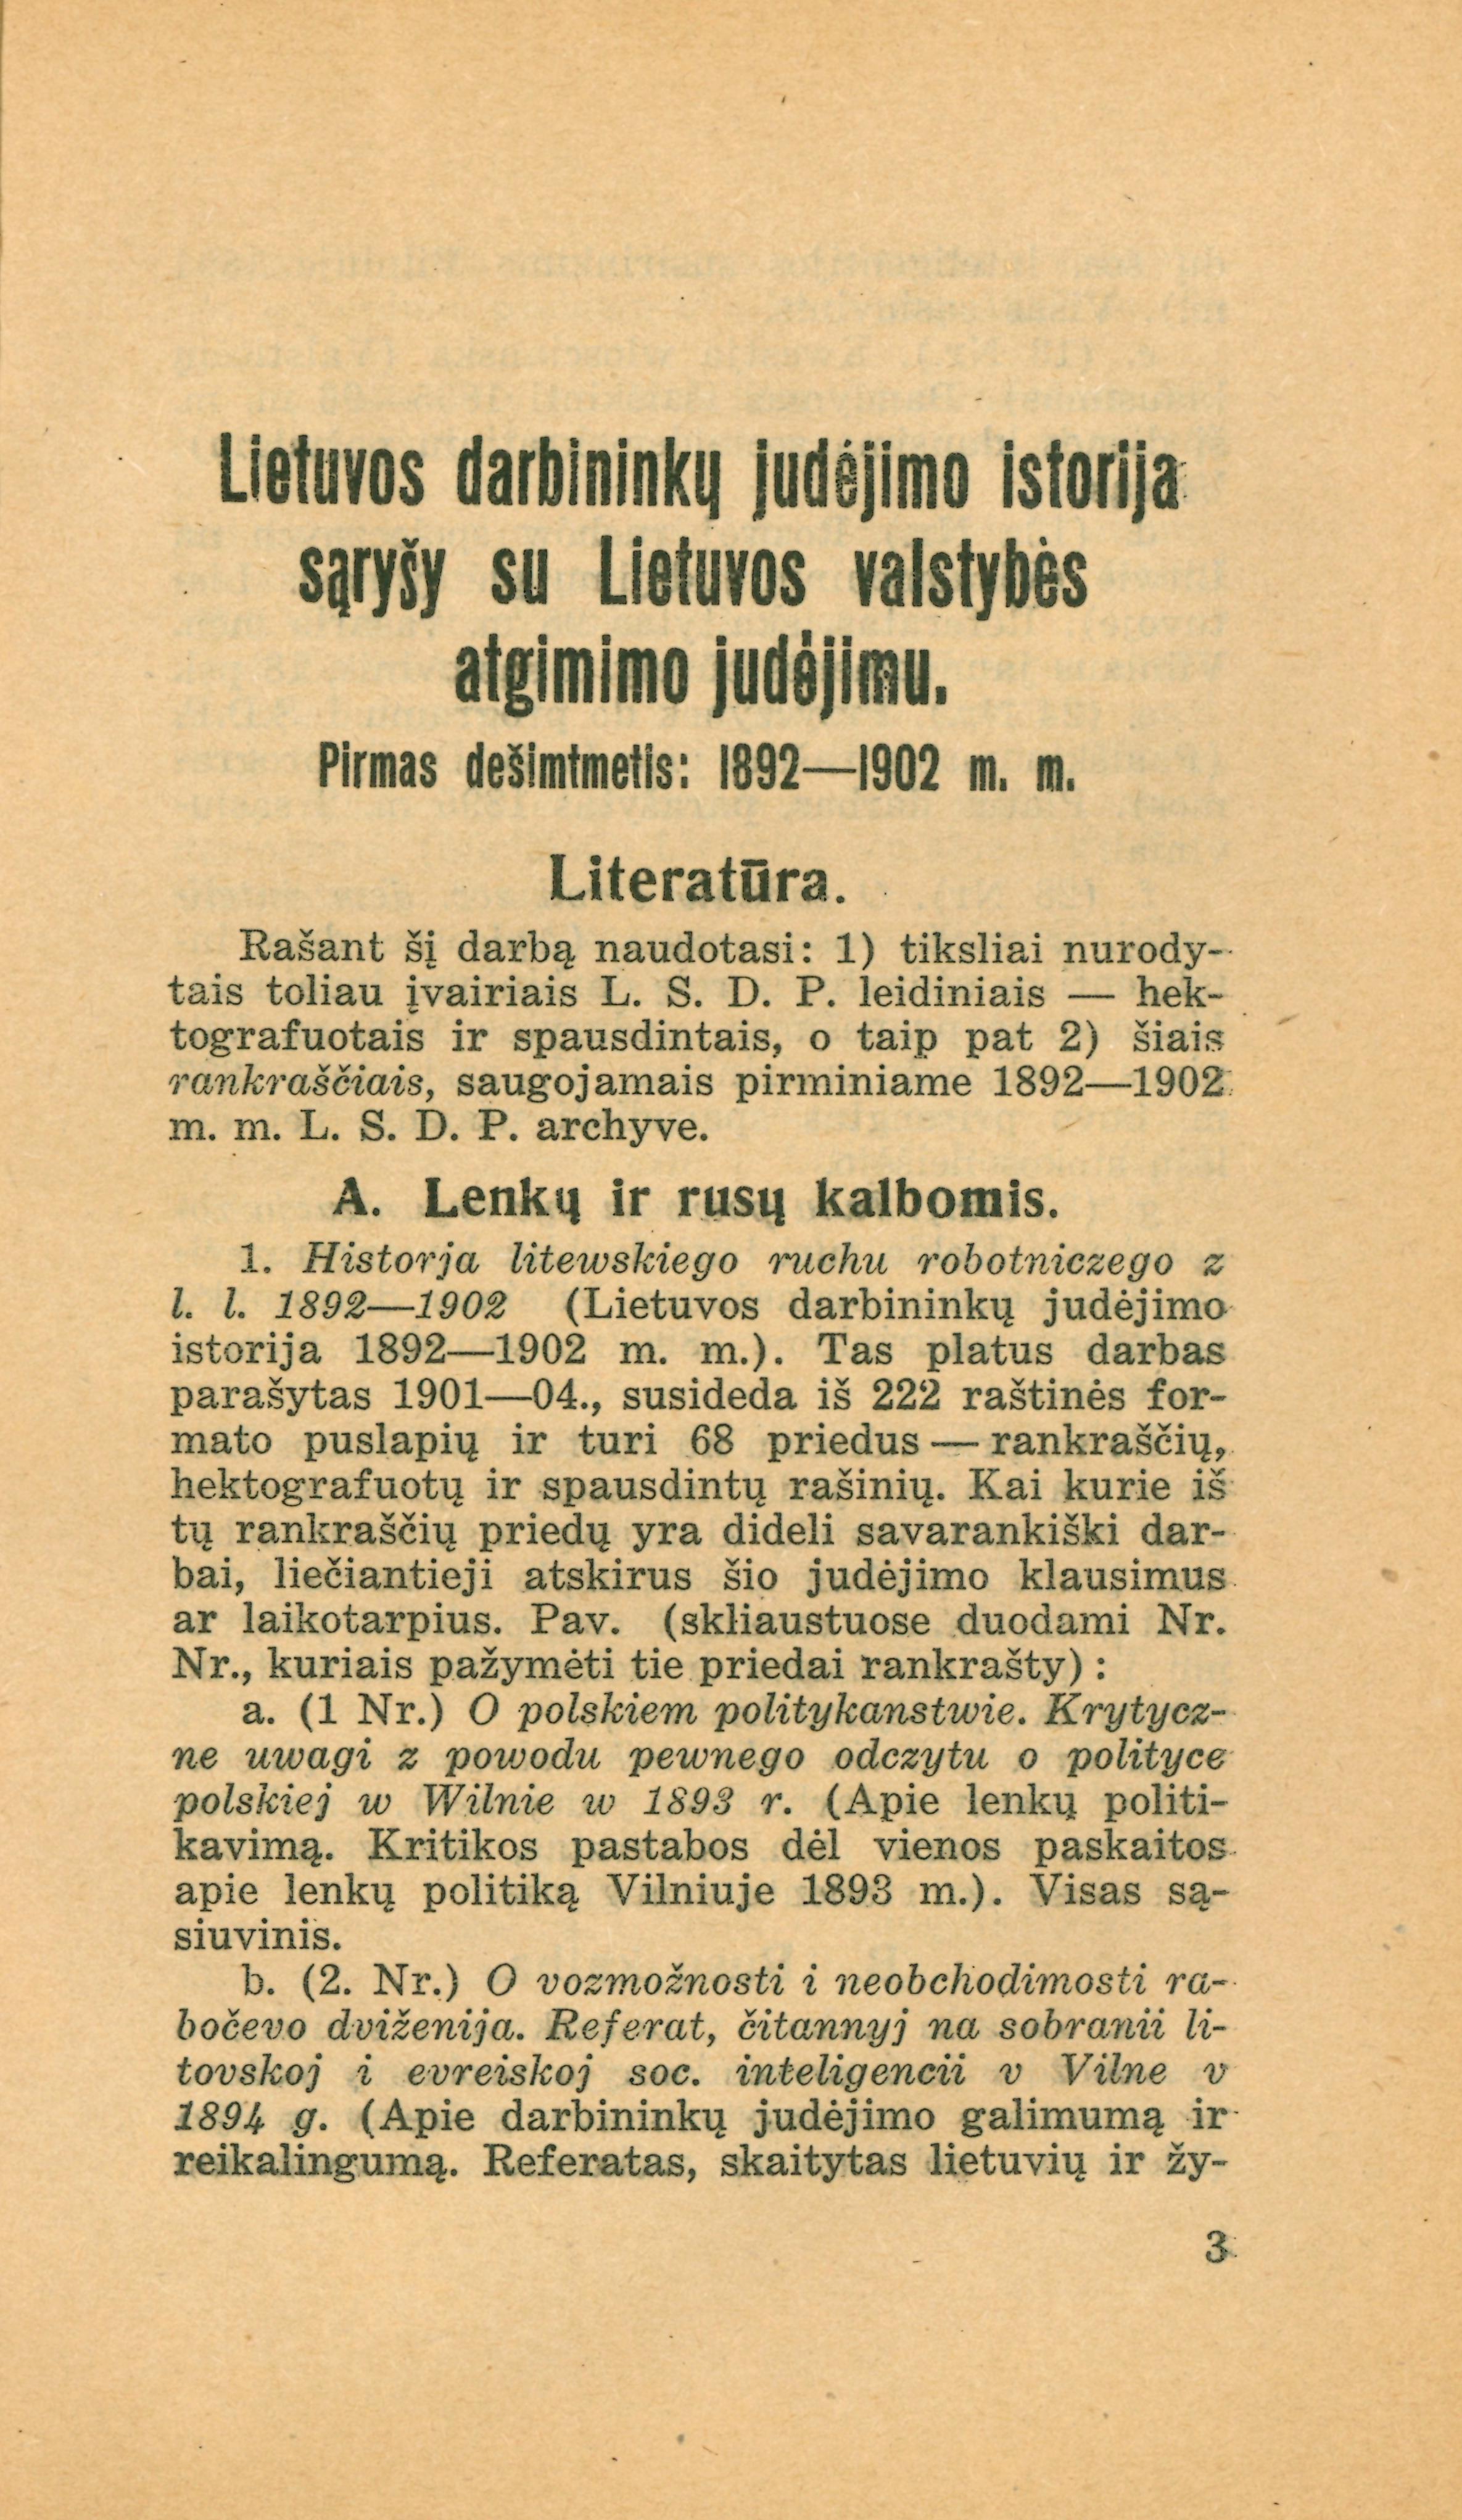 Lietuvos darbininkų judėjimo istorija
sąryšy su Lietuvos valstybės
atgimimo judėjimu.
Pirmas dešimtmetis: 1892—1902 m. m.
Literatūra.
Rašant šį darbą naudotasi: 1) tiksliai nurody-
tais toliau įvairiais L. S. D. P. leidiniais — hek-
tografuotais ir spausdintais, o taip pat 2) šiais
rankraščiais, saugojamais pirminiame 1892—1902
m. m. L. S. D. P. archyve.
A. Lenkų ir rusų kalbomis.
1. Historja litewskiego ruchu robotniczego z
l. l. 1892—1902 (Lietuvos darbininkų judėjimo
istorija 1892—1902 m. m.). Tas platus darbas
parašytas 1901—04., susideda iš 222 raštinės for-
mato puslapių ir turi 68 priedus — rankraščių,
hektografuotų ir spausdintų rašinių. Kai kurie iš
tų rankraščių priedų yra dideli savarankiški dar-
bai, liečiantieji atskirus šio judėjimo klausimus
ar laikotarpius. Pav. (skliaustuose duodami Nr.
Nr., kuriais pažymėti tie priedai rankrašty) :
a. (1 Nr.) O polskiem politykanstwie. Krytycz-
ne uwagi z powodu pewnego odczytu o polityce
polskiej w Wilnie w 1893 r. (Apie lenkų politi-
kavimą. Kritikos pastabos dėl vienos paskaitos
apie lenkų politiką Vilniuje 1893 m.). Visas są-
siuvinis.
b. (2. Nr.) O vozmožnosti i neobchodimosti ra-
bočevo dviženija. Referat, čitannyj na sobranii li-
tovskoj i evreiskoj soc. inteligencii v Vilne v
1894 g. (Apie darbininkų judėjimo galimumą ir
reikalingumą. Referatas, skaitytas lietuvių ir žy-
3